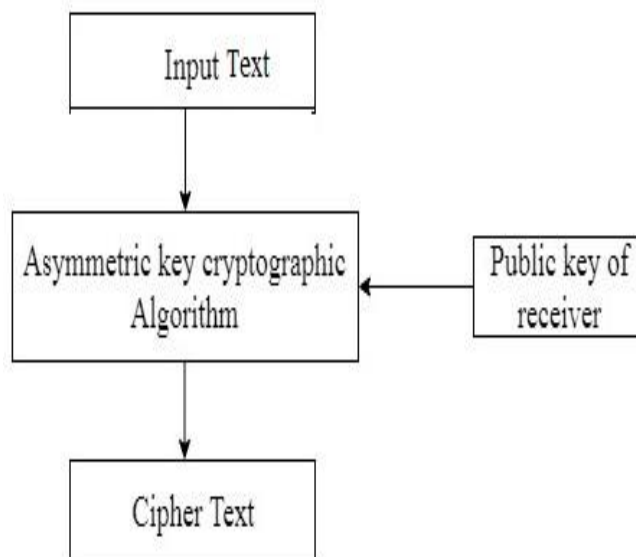 Input Text
Asymmetric key cryptographic
Algorithm
Public key of
receiver
Cipher Text